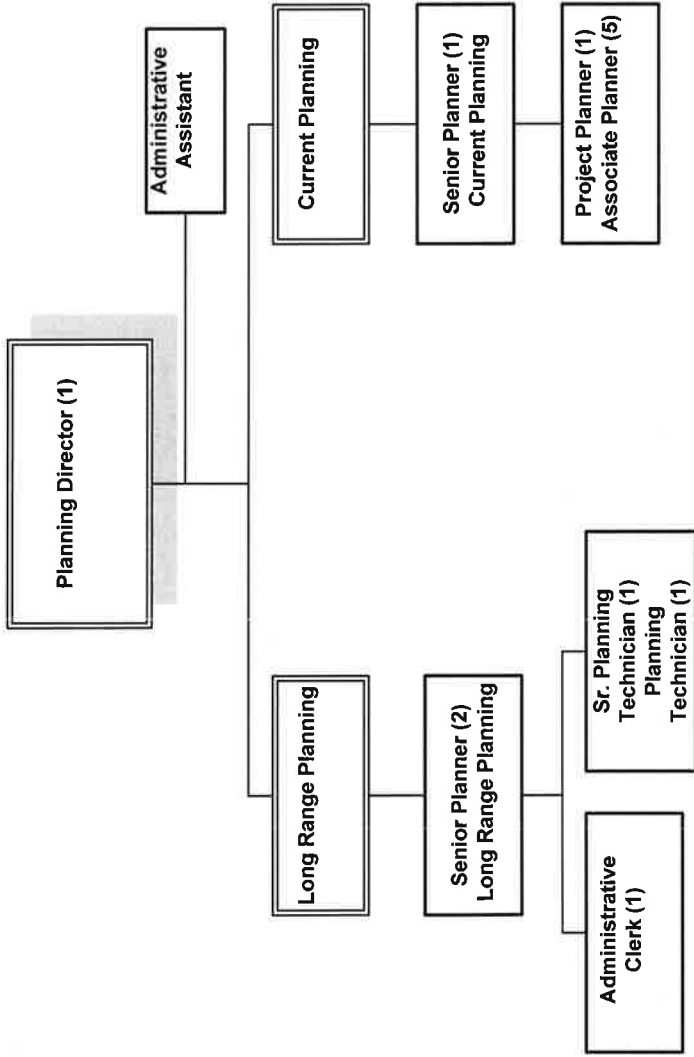 Planning Director (1)
Administrative
Assistant
Long Range Planning
Current Planning
Senior Planner (2)
Long Range Planning
Senior Planner (1)
Current Planning
Administrative
Clerk (1)
Sr. Planning
Technician (1)
Planning
Technician (1)
Project Planner (1)
Associate Planner (5)